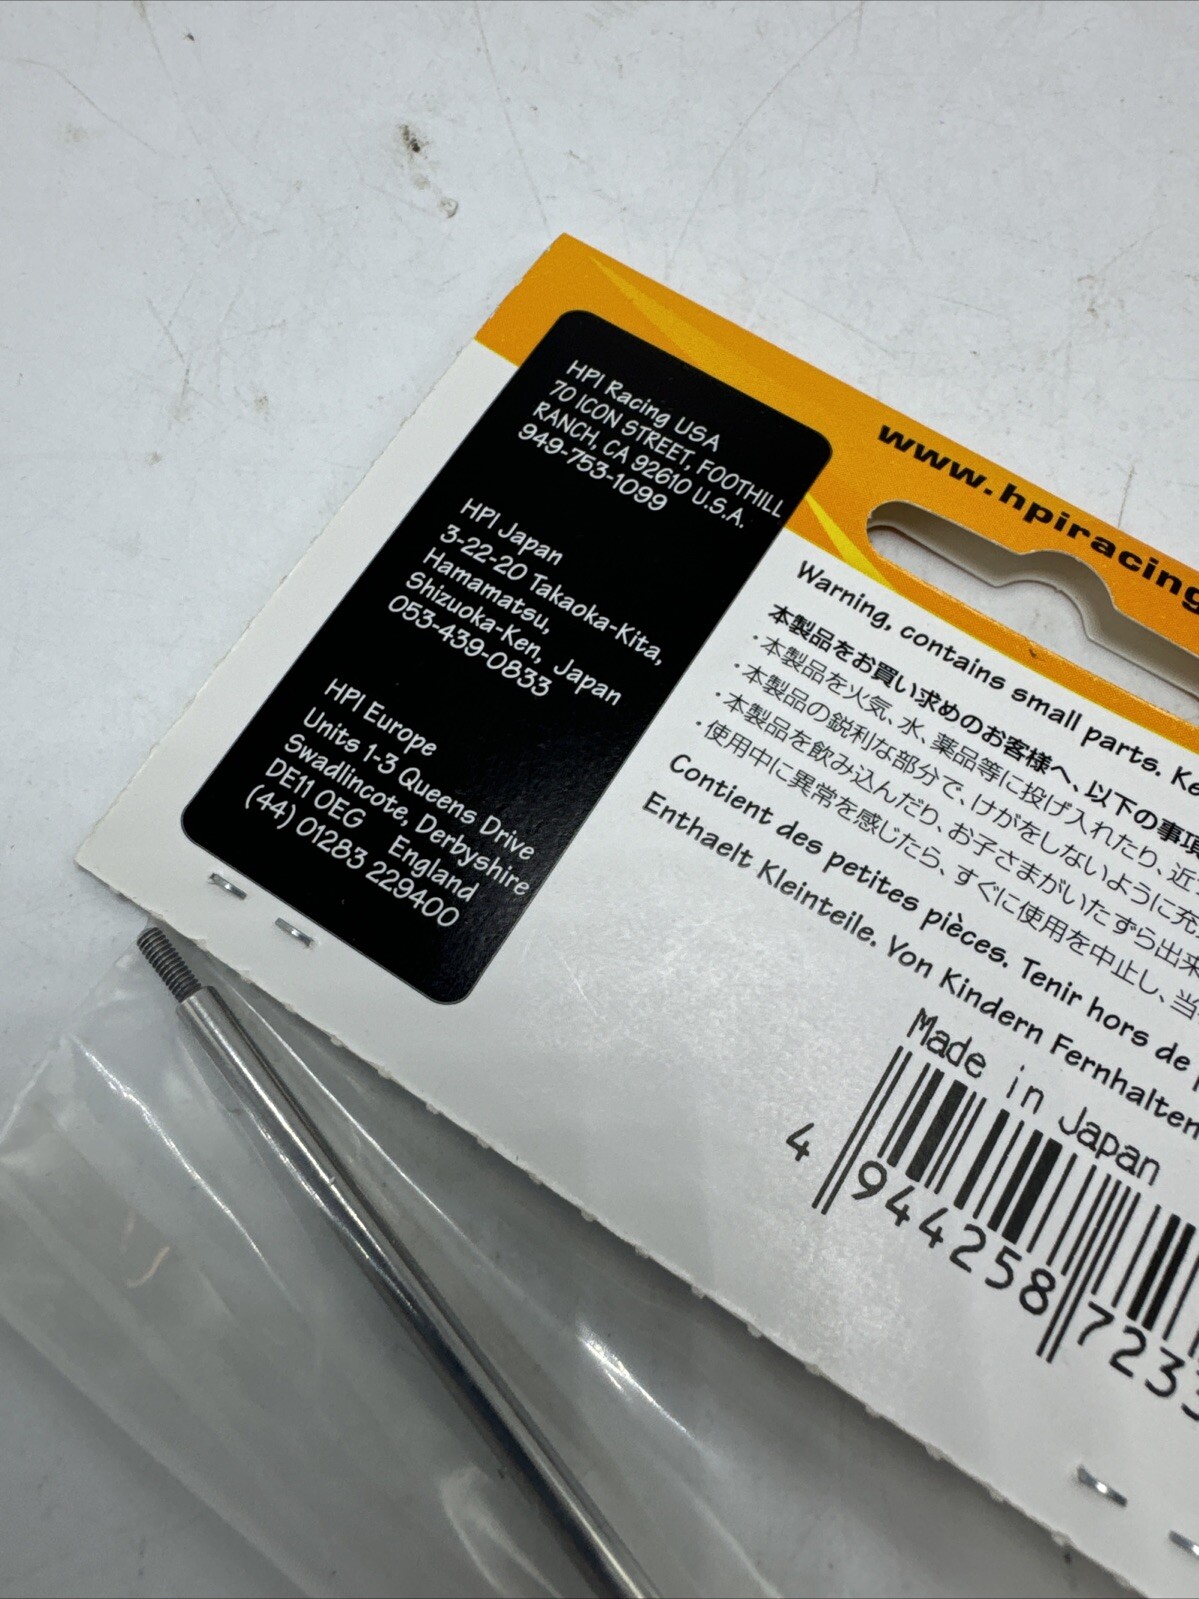 HPI Racing USA
70 ICON STREET, FOOTHILL
RANCH, CA 92610 U.S.A.
949-753-1099
HPI Japan
3-22-20 Takaoka-Kita,
Hamamatsu,
Shizuoka-Ken, Japan
053-439-0833
HPI Europe
Units 1-3 Queens Drive
Swadlincote, Derbyshire
DE11 0EG England
(44) 01283 229400
www.hpiracing
Warning, contains small parts. Ke
本製品をお買い求めのお客様へ、以下の事項
・本製品を火気、水、薬品等に投げ入れたり、近
・本製品の鋭利な部分で、けがをしないように充
・本製品を飲み込んだり、お子さまがいたずら出来
・使用中に異常を感じたら、すぐに使用を中止し、当
Contient des petites pièces. Tenir hors de
Enthaelt Kleinteile. Von Kindern Fernhalten
Made in Japan
4 944258 723